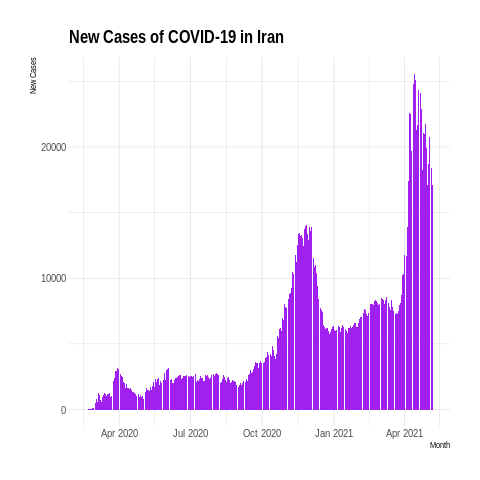 New Cases of COVID-19 in Iran
New Cases
20000
10000
0
Apr 2020 Jul 2020 Oct 2020 Jan 2021 Apr 2021
Month